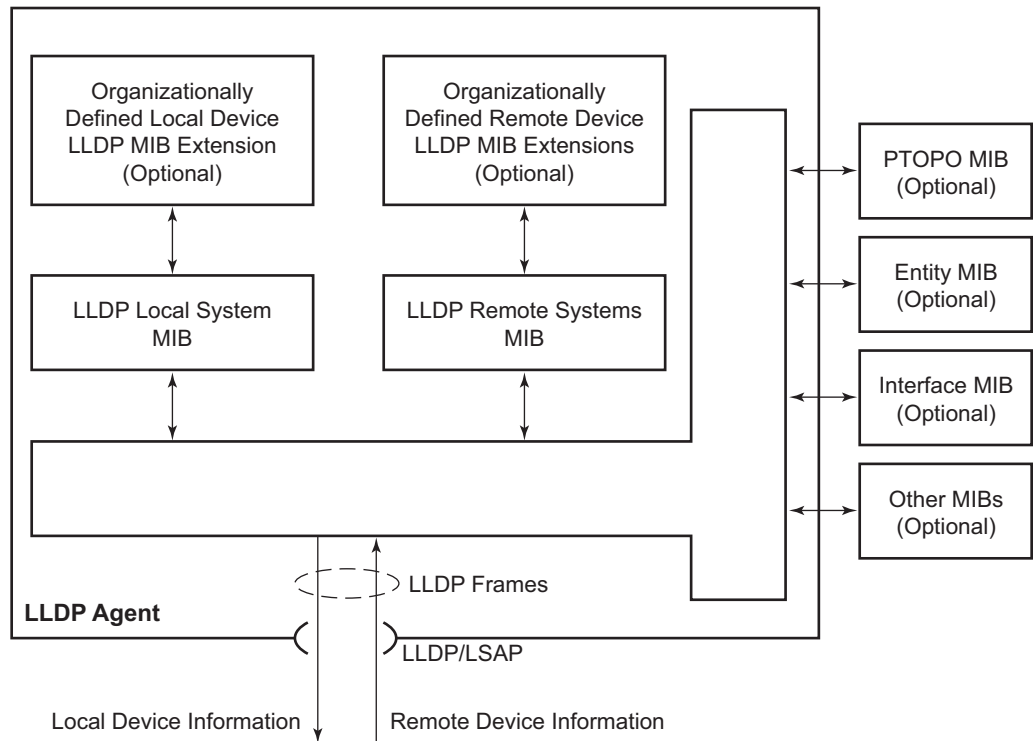 Organizationally
Defined Local Device
LLDP MIB Extension
(Optional)
Organizationally
Defined Remote Device
LLDP MIB Extensions
(Optional)
PTOPO MIB
(Optional)
Entity MIB
(Optional)
LLDP Local System
MIB
LLDP Remote Systems
MIB
Interface MIB
(Optional)
Other MIBs
(Optional)
LLDP Frames
LLDP Agent
LLDP/LSAP
Local Device Information
Remote Device Information